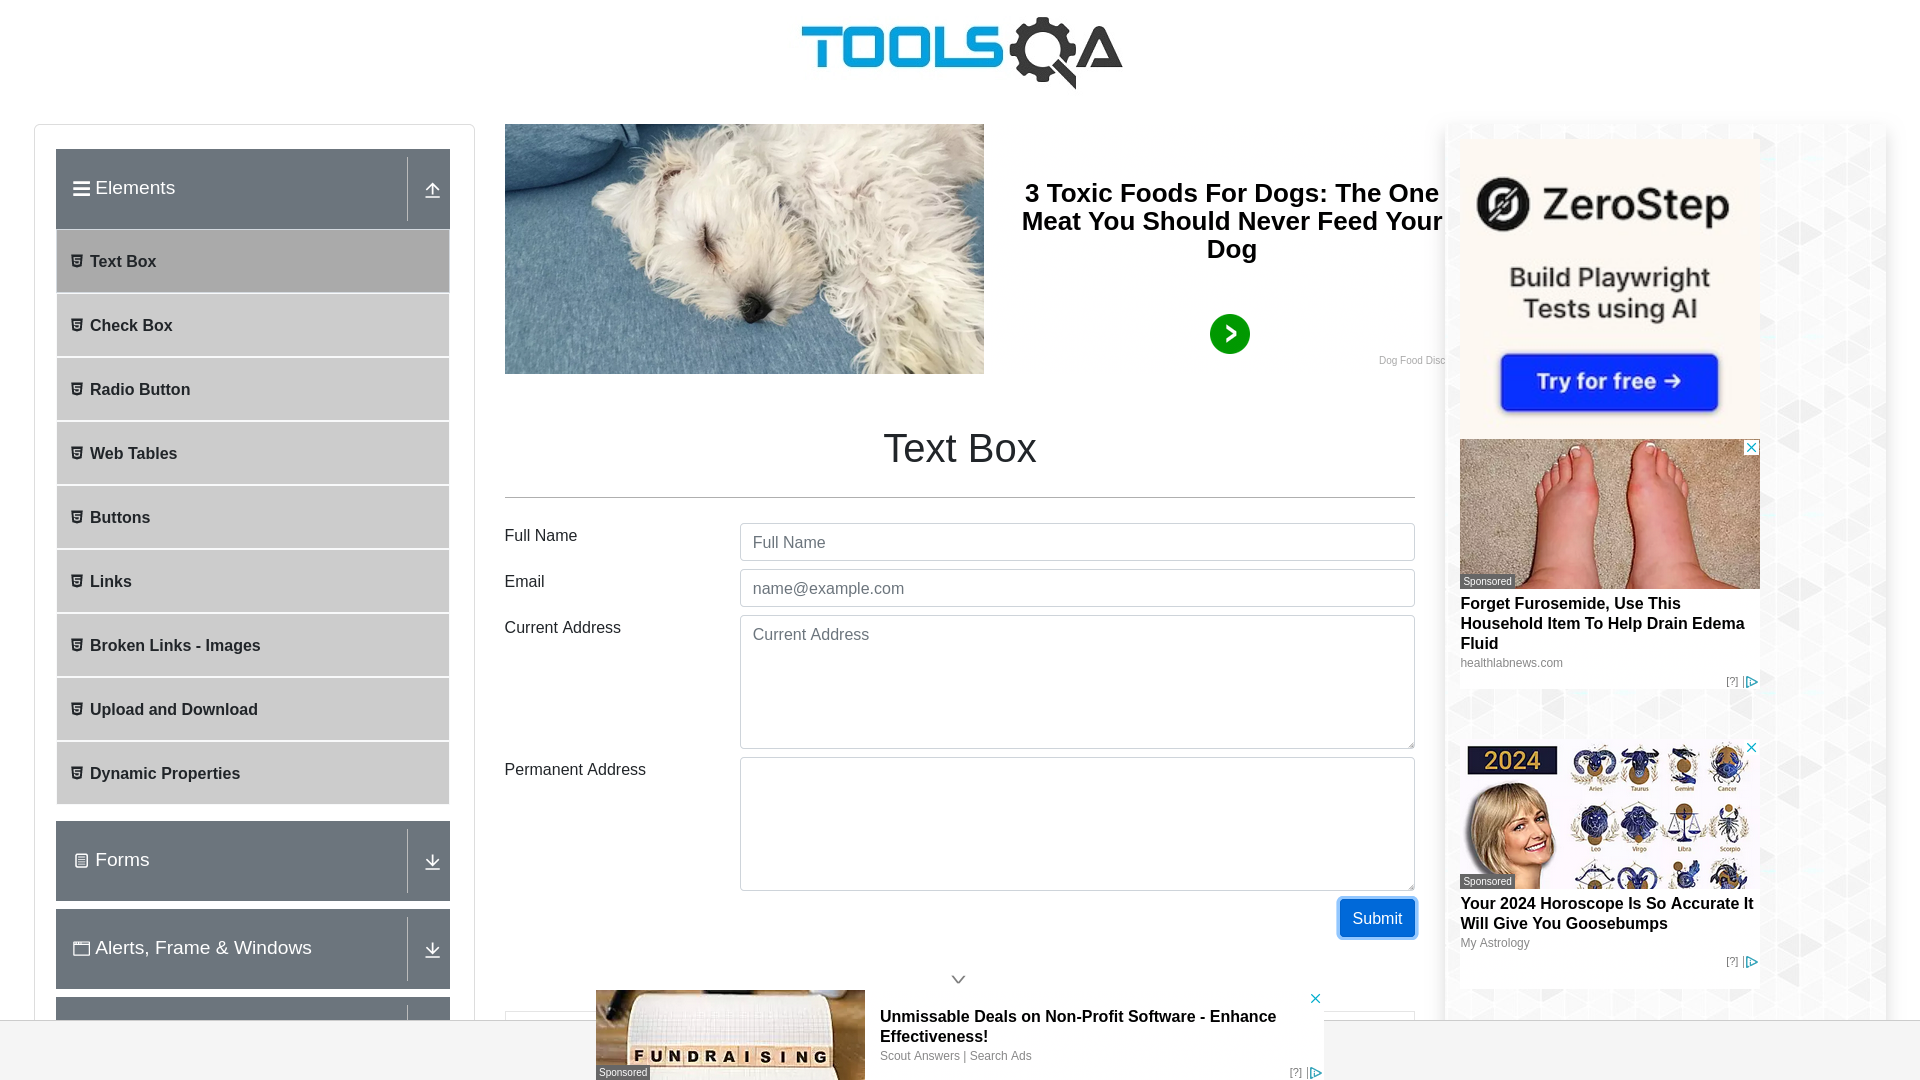 TOOLSQA
Elements
Text Box
Check Box
Radio Button
Web Tables
Buttons
Links
Broken Links - Images
Upload and Download
Dynamic Properties
Forms
Alerts, Frame & Windows
3 Toxic Foods For Dogs: The One
Meat You Should Never Feed Your
Dog
Dog Food Disc
Text Box
Full Name
Full Name
Email
name@example.com
Current Address
Current Address
Permanent Address
Submit
ZeroStep
Build Playwright
Tests using AI
Try for free →
Sponsored
Forget Furosemide, Use This
Household Item To Help Drain Edema
Fluid
healthlabnews.com
[?]
2024
Aries Taurus Gemini Cancer
Leo Virgo Libra Scorpio
Sponsored
Your 2024 Horoscope Is So Accurate It
Will Give You Goosebumps
My Astrology
[?]
FUNDRAISING
Sponsored
Unmissable Deals on Non-Profit Software - Enhance
Effectiveness!
Scout Answers | Search Ads
[?]